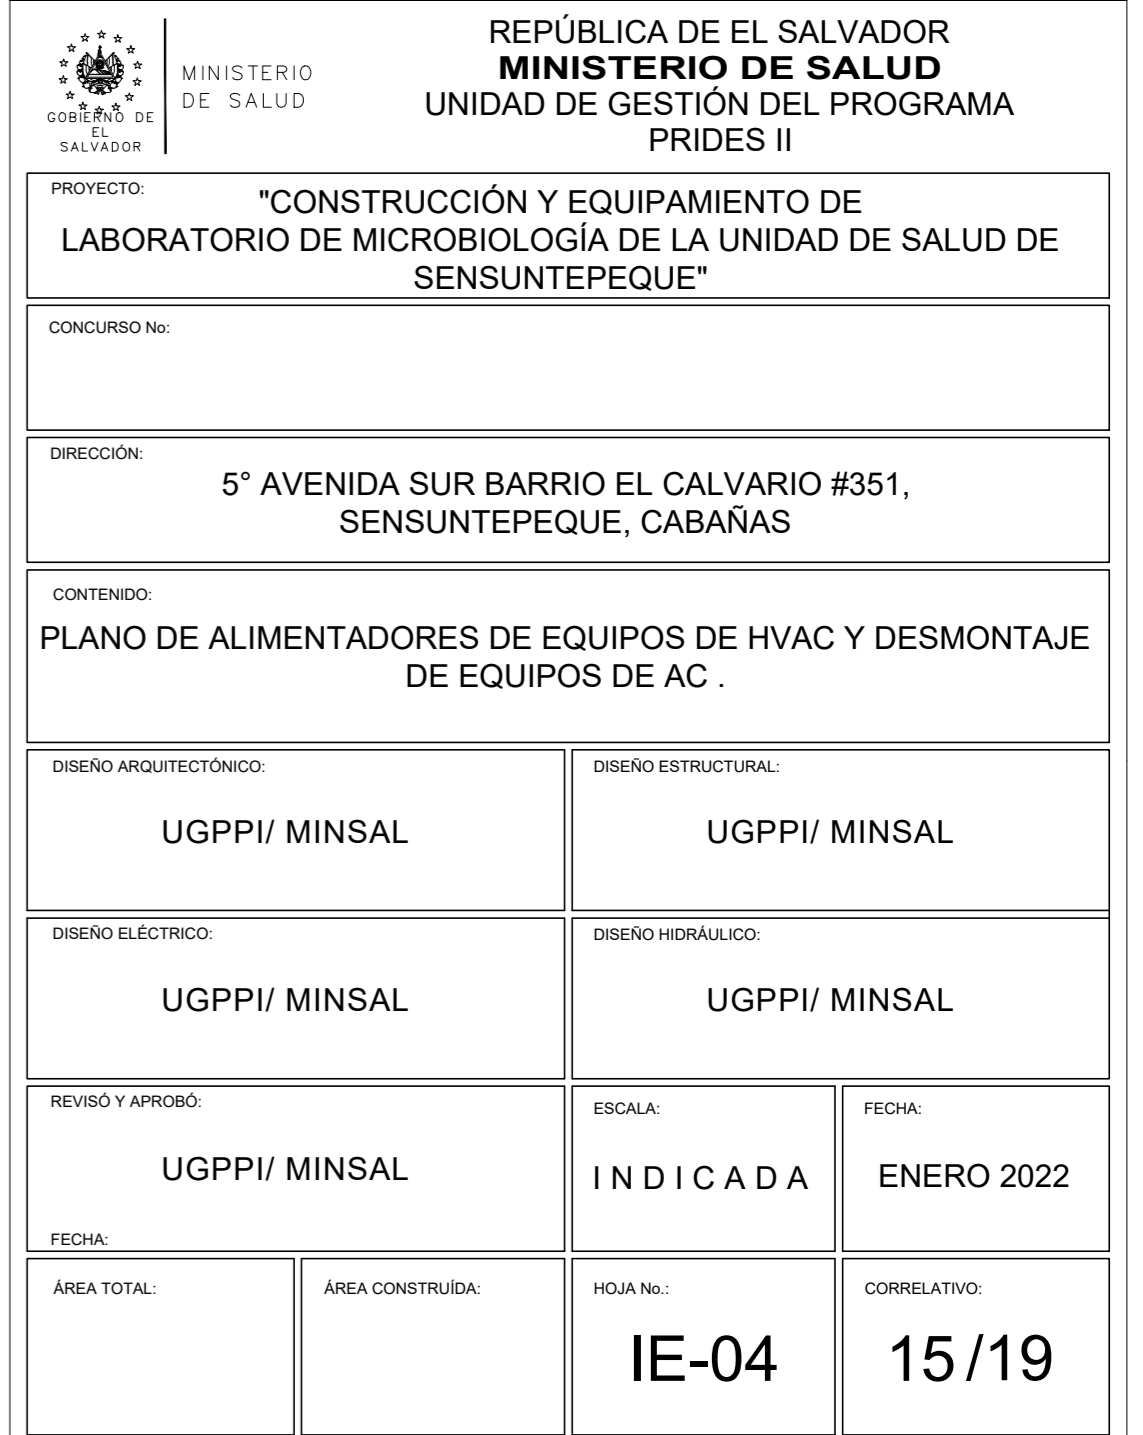 GOBIERNO DE
EL
SALVADOR
MINISTERIO
DE SALUD
REPÚBLICA DE EL SALVADOR
MINISTERIO DE SALUD
UNIDAD DE GESTIÓN DEL PROGRAMA
PRIDES II
PROYECTO:
"CONSTRUCCIÓN Y EQUIPAMIENTO DE
LABORATORIO DE MICROBIOLOGÍA DE LA UNIDAD DE SALUD DE
SENSUNTEPEQUE"
CONCURSO No:
DIRECCIÓN:
5° AVENIDA SUR BARRIO EL CALVARIO #351,
SENSUNTEPEQUE, CABAÑAS
CONTENIDO:
PLANO DE ALIMENTADORES DE EQUIPOS DE HVAC Y DESMONTAJE
DE EQUIPOS DE AC .
DISEÑO ARQUITECTÓNICO:
UGPPI/ MINSAL
DISEÑO ESTRUCTURAL:
UGPPI/ MINSAL
DISEÑO ELÉCTRICO:
UGPPI/ MINSAL
DISEÑO HIDRÁULICO:
UGPPI/ MINSAL
REVISÓ Y APROBÓ:
UGPPI/ MINSAL
FECHA:
ESCALA:
I N D I C A D A
FECHA:
ENERO 2022
ÁREA TOTAL:
ÁREA CONSTRUÍDA:
HOJA No.:
IE-04
CORRELATIVO:
15 /19